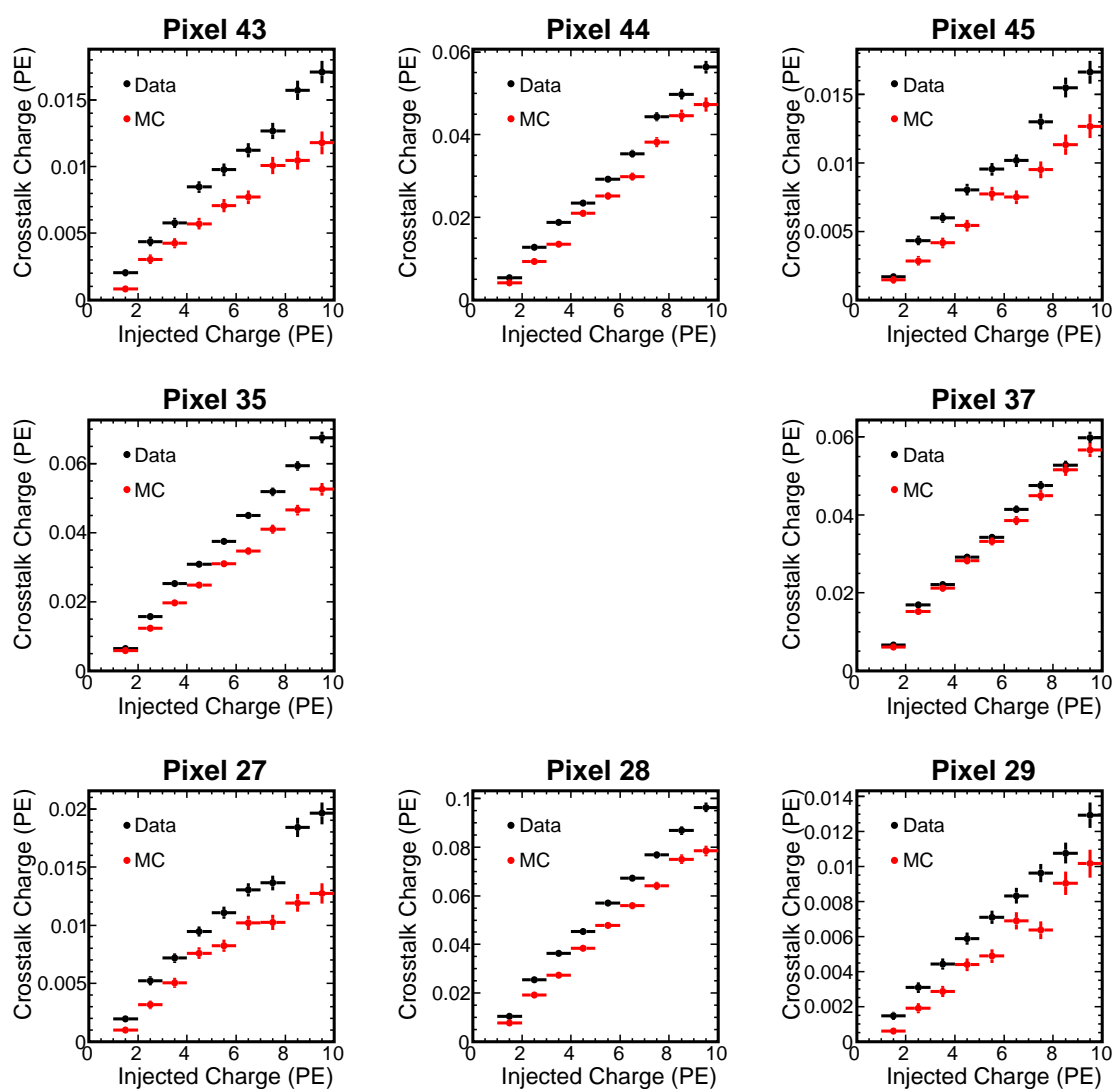 Pixel 43
Crosstalk Charge (PE)
0.015
0.01
0.005
0
Data
MC
0 2 4 6 8 10
Injected Charge (PE)
Pixel 44
Crosstalk Charge (PE)
0.06
0.04
0.02
0
Data
MC
0 2 4 6 8 10
Injected Charge (PE)
Pixel 45
Crosstalk Charge (PE)
0.015
0.01
0.005
0
Data
MC
0 2 4 6 8 10
Injected Charge (PE)
Pixel 35
Crosstalk Charge (PE)
0.06
0.04
0.02
0
Data
MC
0 2 4 6 8 10
Injected Charge (PE)
Pixel 37
Crosstalk Charge (PE)
0.06
0.04
0.02
0
Data
MC
0 2 4 6 8 10
Injected Charge (PE)
Pixel 27
Crosstalk Charge (PE)
0.02
0.015
0.01
0.005
0
Data
MC
0 2 4 6 8 10
Injected Charge (PE)
Pixel 28
Crosstalk Charge (PE)
0.1
0.08
0.06
0.04
0.02
0
Data
MC
0 2 4 6 8 10
Injected Charge (PE)
Pixel 29
Crosstalk Charge (PE)
0.014
0.012
0.01
0.008
0.006
0.004
0.002
0
Data
MC
0 2 4 6 8 10
Injected Charge (PE)